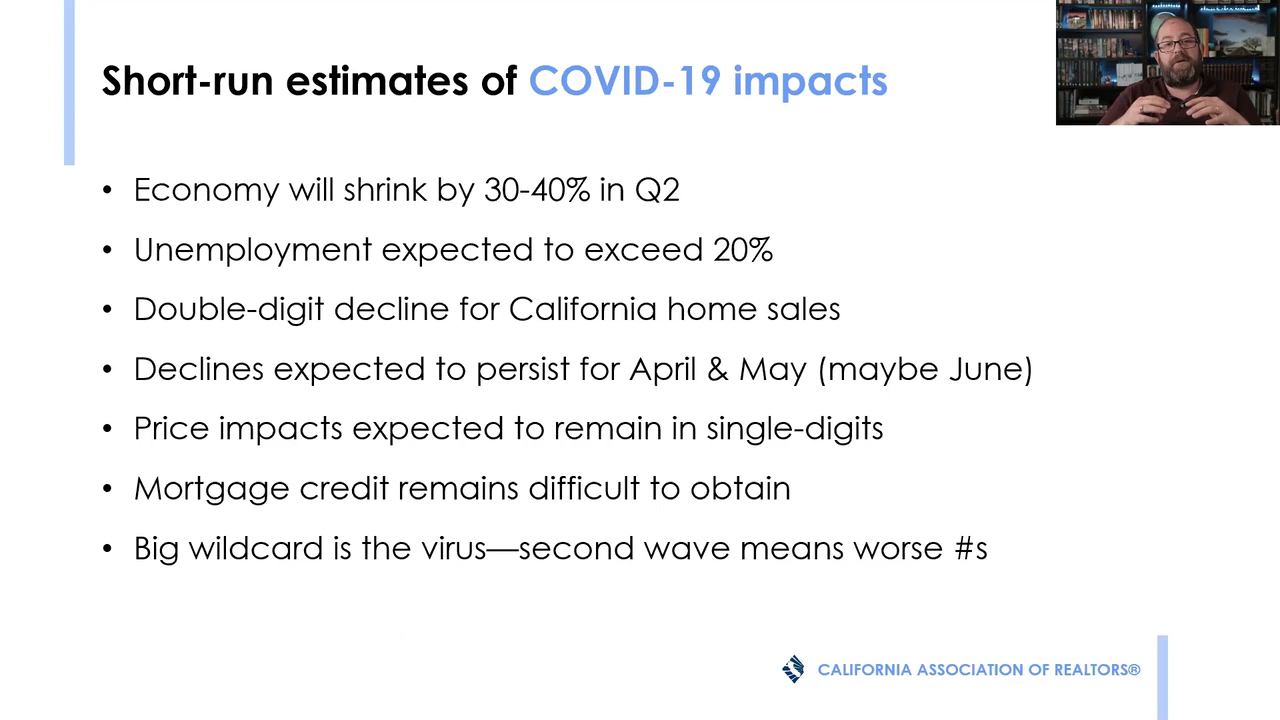 Short-run estimates of COVID-19 impacts
• Economy will shrink by 30-40% in Q2
• Unemployment expected to exceed 20%
• Double-digit decline for California home sales
• Declines expected to persist for April & May (maybe June)
• Price impacts expected to remain in single-digits
• Mortgage credit remains difficult to obtain
• Big wildcard is the virus—second wave means worse #s
CALIFORNIA ASSOCIATION OF REALTORS®